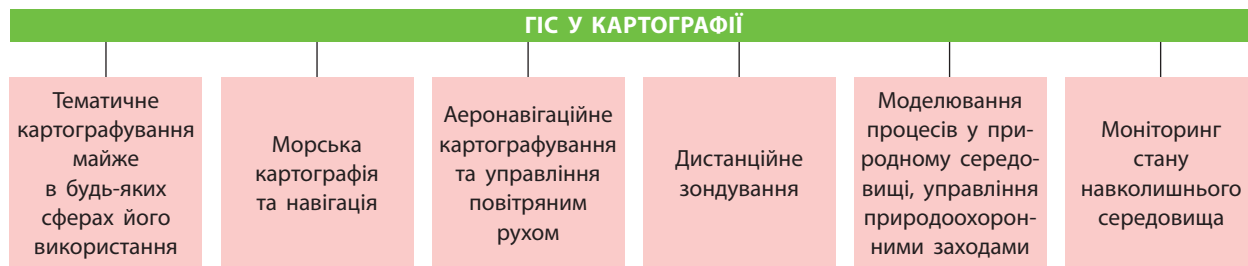 ГІС У КАРТОГРАФІЇ
Тематичне
картографування
майже
в будь-яких
сферах його
використання
Морська
картографія
та навігація
Аеронавігаційне
картографування
та управління
повітряним
рухом
Дистанційне
зондування
Моделювання
процесів у при-
родному середо-
вищі, управління
природоохорон-
ними заходами
Моніторинг
стану
навколишнього
середовища